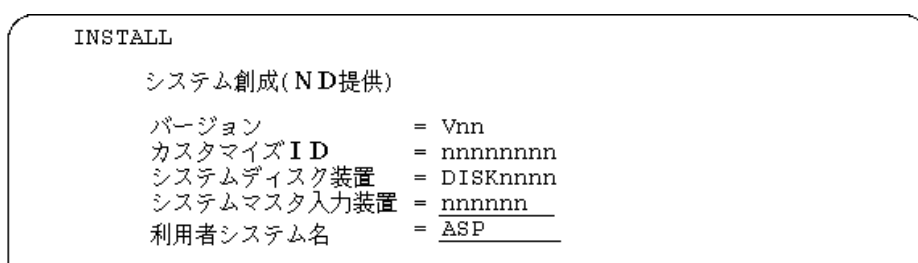 INSTALL
システム創成(ＮＤ提供)
バージョン = Vnn
カスタマイズＩＤ = nnnnnnnn
システムディスク装置 = DISKnnnn
システムマスタ入力装置 = nnnnnn
利用者システム名 = ASP